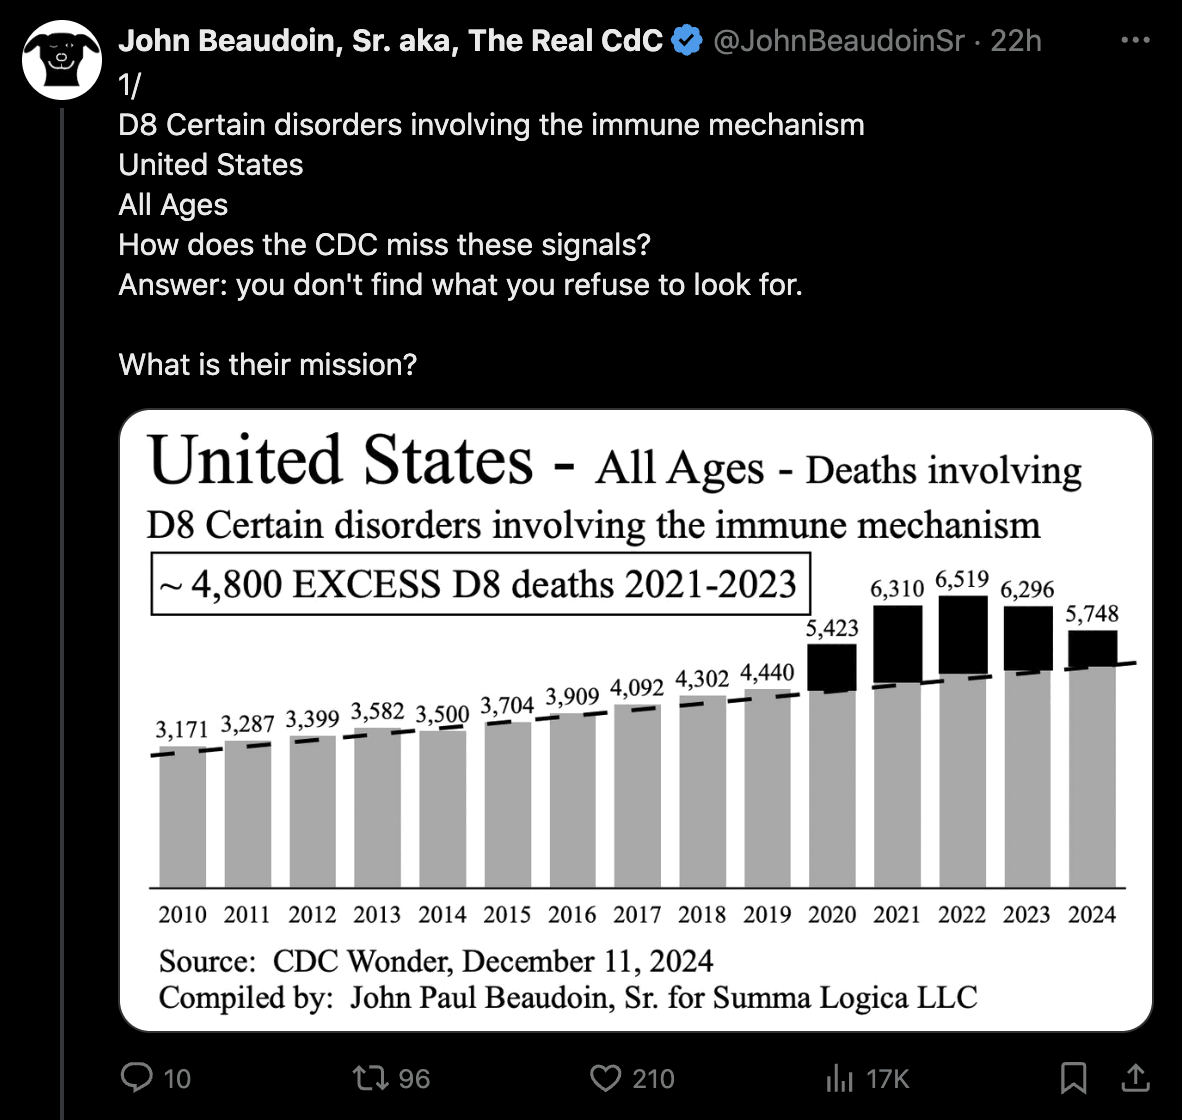 John Beaudoin, Sr. aka, The Real CdC @JohnBeaudoinSr · 22h
1/
D8 Certain disorders involving the immune mechanism
United States
All Ages
How does the CDC miss these signals?
Answer: you don't find what you refuse to look for.
What is their mission?
United States - All Ages - Deaths involving
D8 Certain disorders involving the immune mechanism
~ 4,800 EXCESS D8 deaths 2021-2023
3,171 3,287 3,399 3,582 3,500 3,704 3,909 4,092 4,302 4,440 5,423 6,310 6,519 6,296 5,748
2010 2011 2012 2013 2014 2015 2016 2017 2018 2019 2020 2021 2022 2023 2024
Source: CDC Wonder, December 11, 2024
Compiled by: John Paul Beaudoin, Sr. for Summa Logica LLC
10 96 210 17K